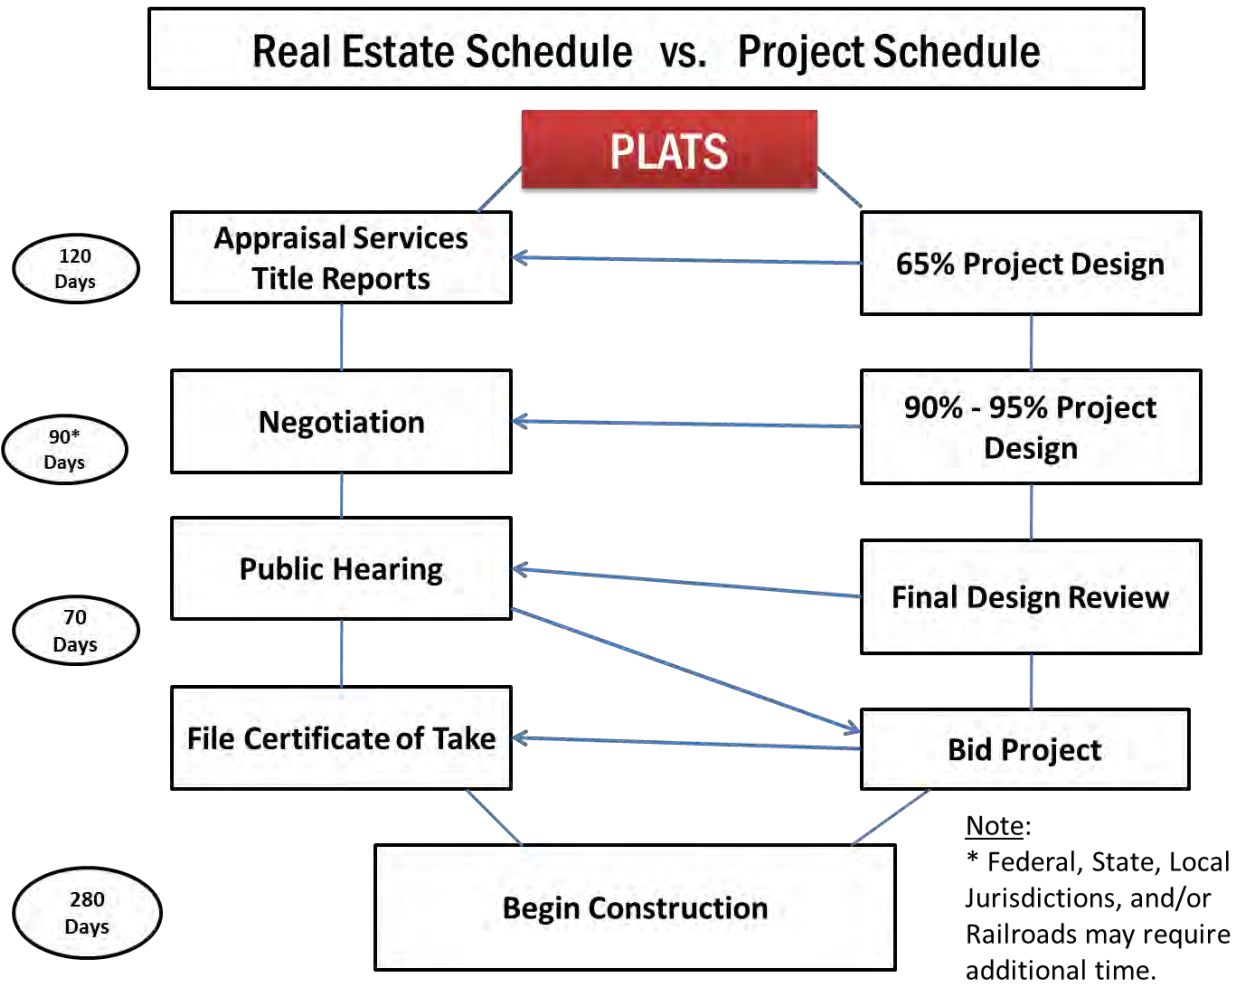 Real Estate Schedule vs. Project Schedule
PLATS
120
Days
Appraisal Services
Title Reports
65% Project Design
90*
Days
Negotiation
90% - 95% Project
Design
Public Hearing
Final Design Review
70
Days
File Certificate of Take
Bid Project
280
Days
Begin Construction
Note:
* Federal, State, Local
Jurisdictions, and/or
Railroads may require
additional time.